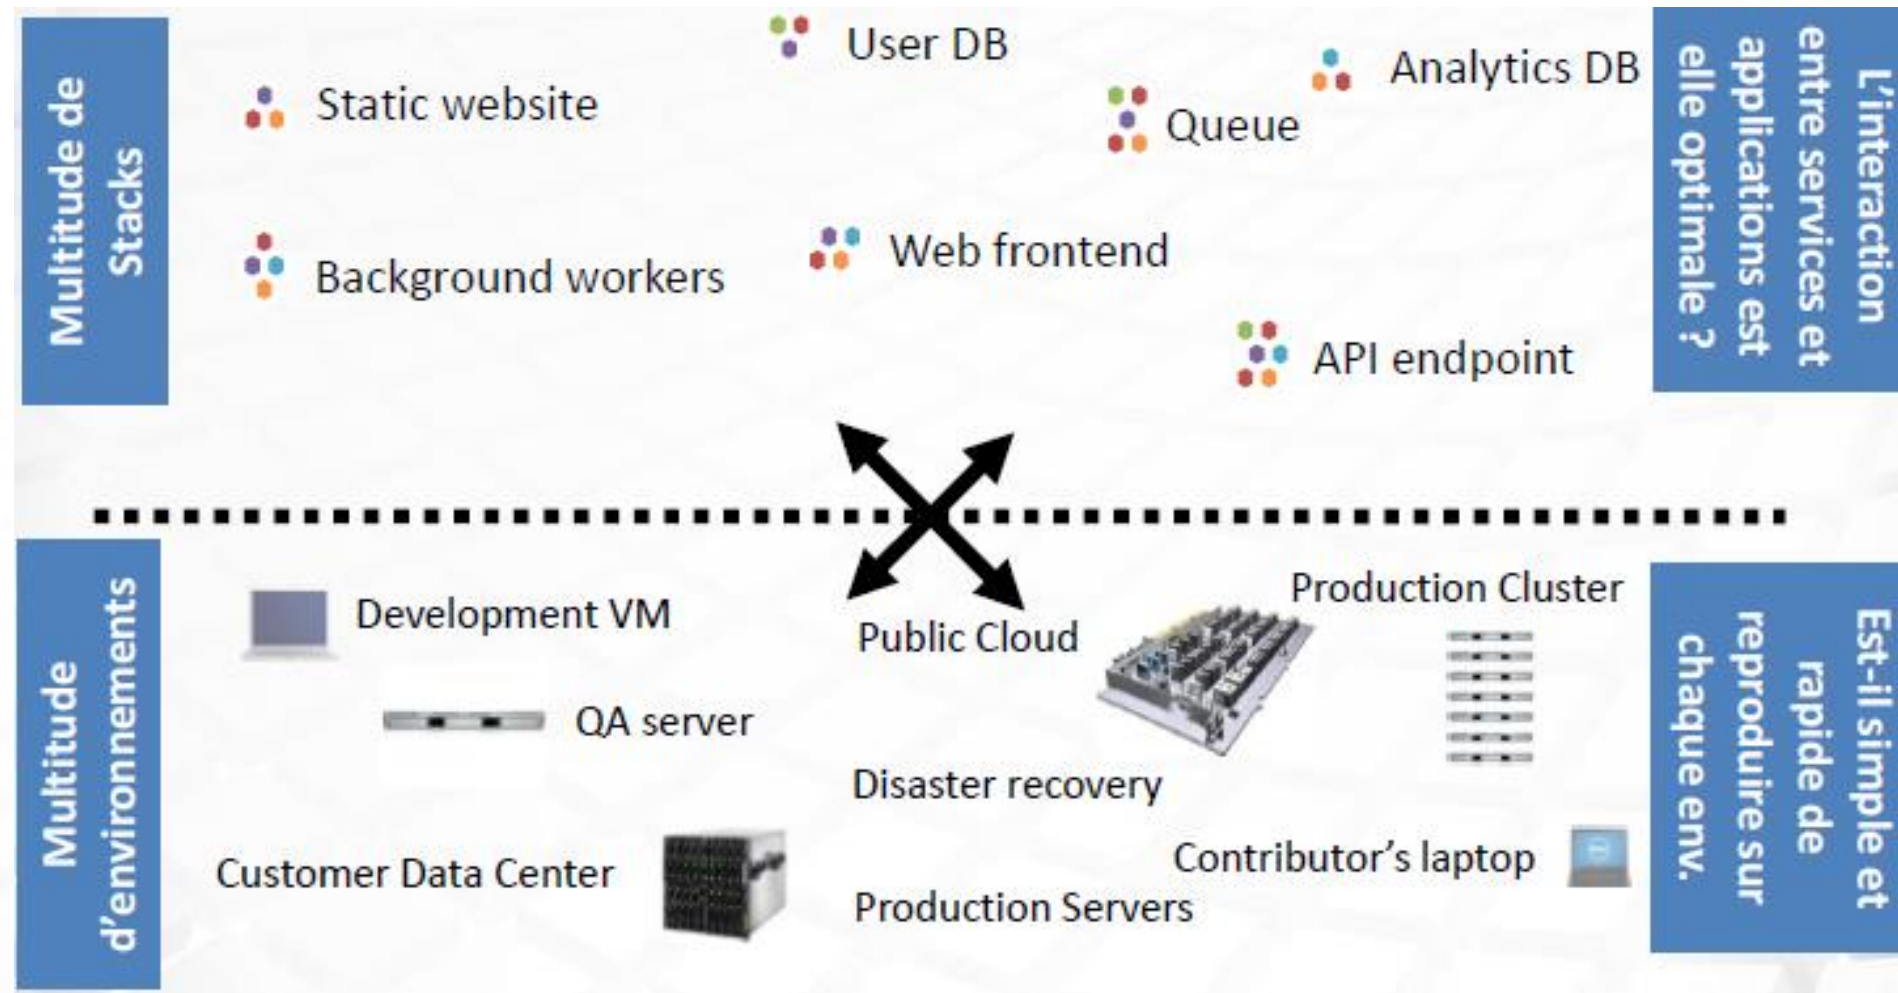 Multitude de
Stacks
Static website
User DB
Analytics DB
Queue
Background workers
Web frontend
API endpoint
L'interaction
entre services et
applications est
elle optimale ?
Multitude
d'environnements
Development VM
QA server
Customer Data Center
Public Cloud
Disaster recovery
Production Servers
Production Cluster
Contributor's laptop
Est-il simple et
rapide de
reproduire sur
chaque env.